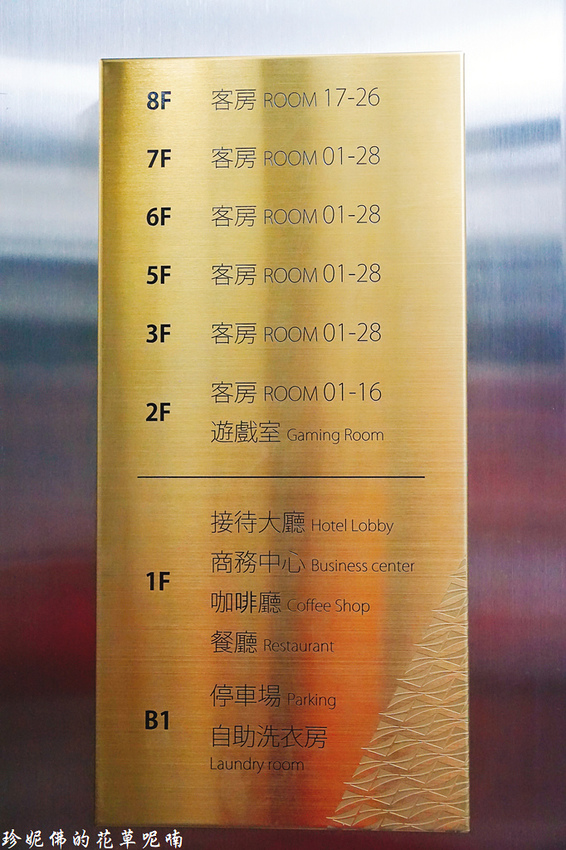 8F 客房 ROOM 17-26
7F 客房 ROOM 01-28
6F 客房 ROOM 01-28
5F 客房 ROOM 01-28
3F 客房 ROOM 01-28
2F 客房 ROOM 01-16
遊戲室 Gaming Room
1F 接待大廳 Hotel Lobby
商務中心 Business center
咖啡廳 Coffee Shop
餐廳 Restaurant
B1 停車場 Parking
自助洗衣房
Laundry room
珍妮佛的花草呢喃